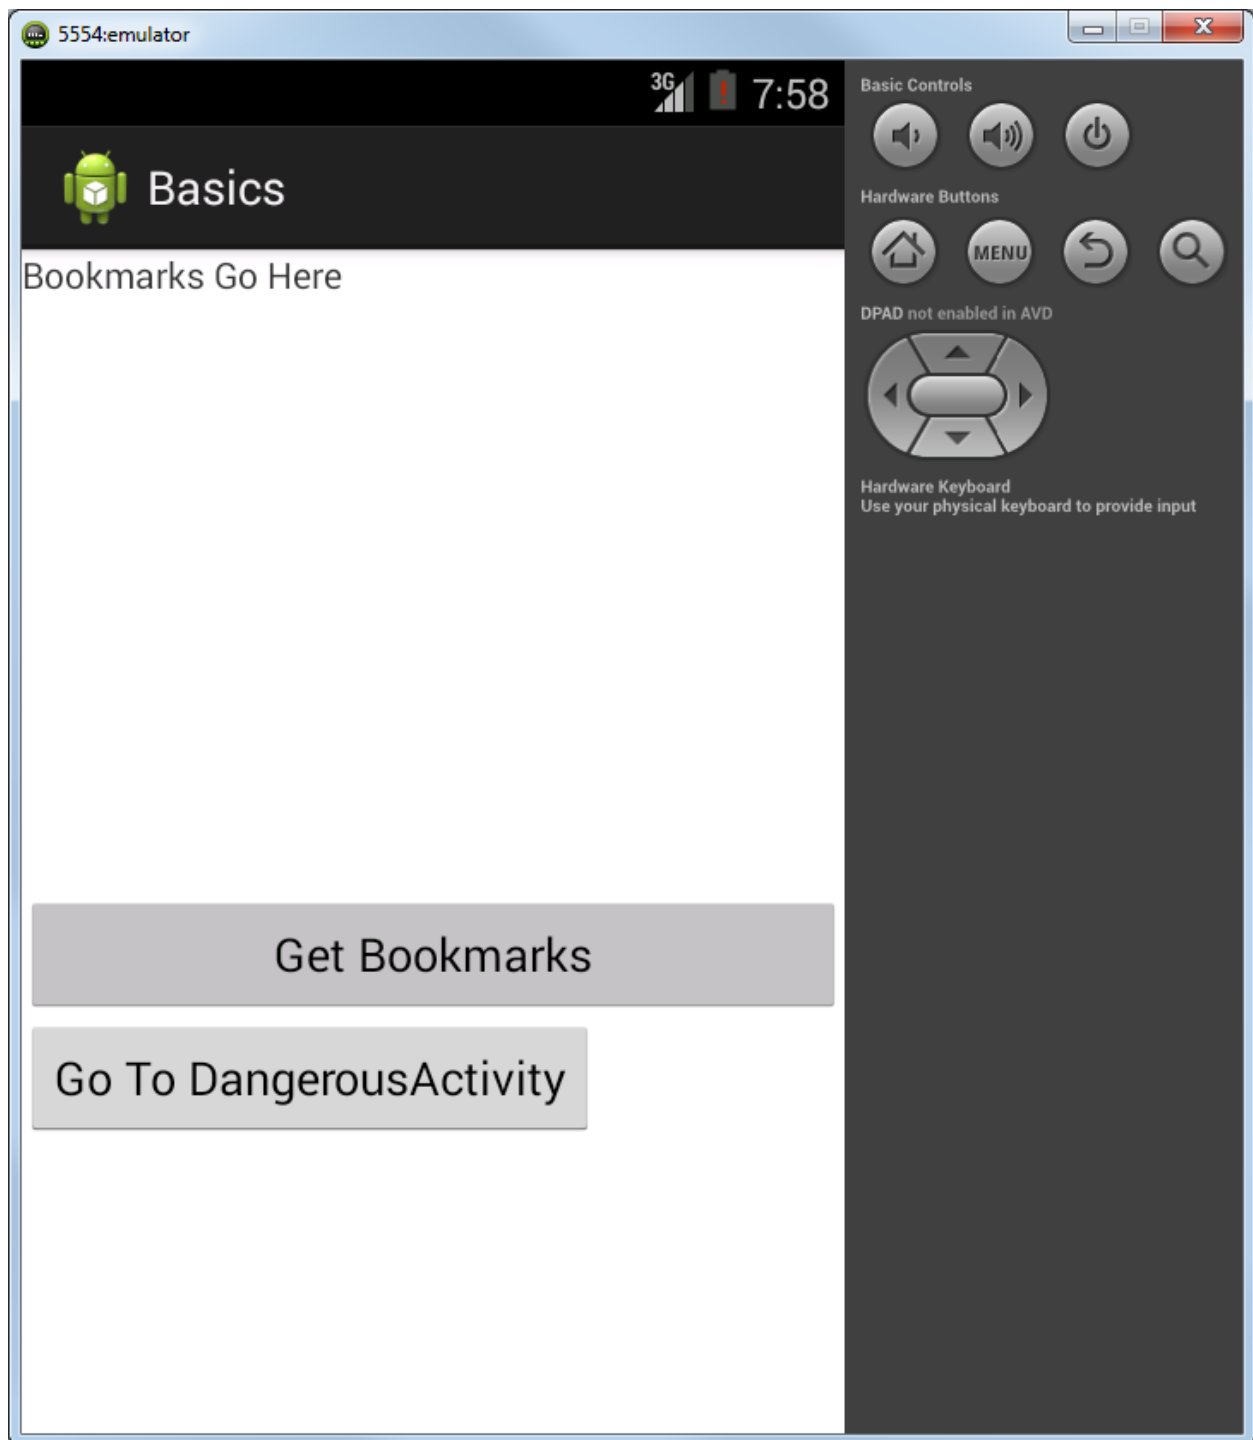 5554:emulator
3G 7:58
Basics
Bookmarks Go Here
Get Bookmarks
Go To DangerousActivity
Basic Controls
Hardware Buttons
MENU
DPAD not enabled in AVD
Hardware Keyboard
Use your physical keyboard to provide input